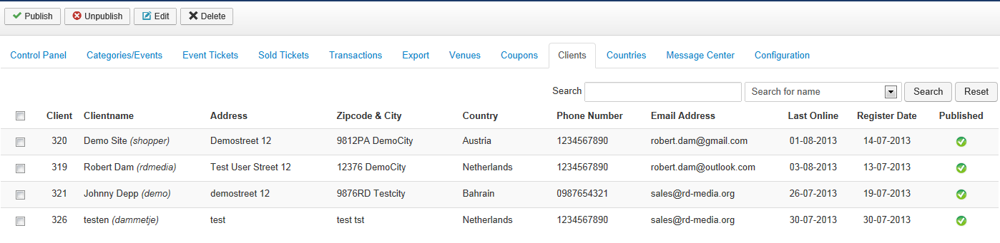 Publish Unpublish Edit Delete
Control Panel Categories/Events Event Tickets Sold Tickets Transactions Export Venues Coupons Clients Countries Message Center Configuration
Search Search for name Search Reset
Client Clientname Address Zipcode & City Country Phone Number Email Address Last Online Register Date Published
320 Demo Site (shopper) Demostreet 12 9812PA DemoCity Austria 1234567890 robert.dam@gmail.com 01-08-2013 14-07-2013
319 Robert Dam (rdmedia) Test User Street 12 12376 DemoCity Netherlands 1234567890 robert.dam@outlook.com 03-08-2013 13-07-2013
321 Johnny Depp (demo) demostreet 12 9876RD Testcity Bahrain 0987654321 sales@rd-media.org 26-07-2013 19-07-2013
326 testen (dammetje) test test tst Netherlands 1234567890 sales@rd-media.org 30-07-2013 30-07-2013